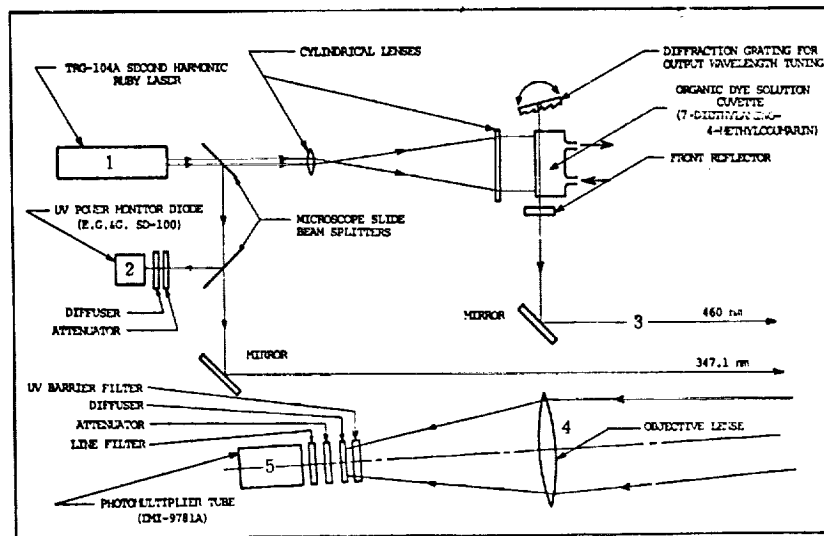 TRG-104A SECOND HARMONIC
RUBY LASER
CYLINDRICAL LENSES
DIFFRACTION GRATING FOR
OUTPUT WAVELENGTH TUNING
ORGANIC DYE SOLUTION
CUVETTE
(7-DIETHYLAMINO-
4-METHYLCOUMARIN)
FRONT REFLECTOR
1
UV POWER MONITOR DIODE
(E.G.&G. SD-100)
MICROSCOPE SLIDE
BEAM SPLITTERS
2
DIFFUSER
ATTENUATOR
MIRROR
3
460 nm
MIRROR
347.1 nm
UV BARRIER FILTER
DIFFUSER
ATTENUATOR
LINE FILTER
4
OBJECTIVE LENSE
5
PHOTOMULTIPLIER TUBE
(EMI-9781A)